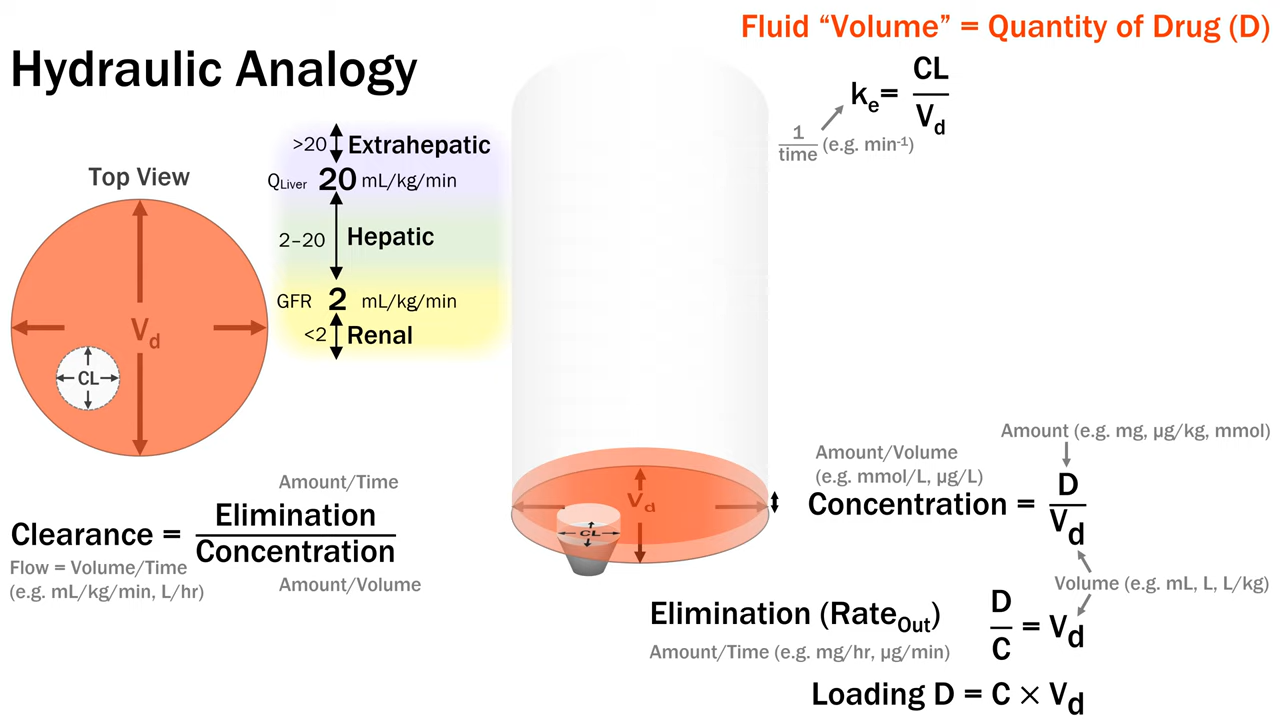 Fluid “Volume” = Quantity of Drug (D)
Hydraulic Analogy
kₑ= CL
V_d
1
time (e.g. min⁻¹)
>20 Extrahepatic
Q_Liver 20 mL/kg/min
2–20 Hepatic
GFR 2 mL/kg/min
<2 Renal
Top View
V_d
CL
V_d
CL
Amount/Time
Clearance = Elimination
Concentration
Flow = Volume/Time
(e.g. mL/kg/min, L/hr)
Amount/Volume
Amount (e.g. mg, µg/kg, mmol)
Amount/Volume
(e.g. mmol/L, µg/L)
Concentration = D
V_d
Volume (e.g. mL, L, L/kg)
Elimination (Rate_Out)
Amount/Time (e.g. mg/hr, µg/min)
D
C = V_d
Loading D = C × V_d